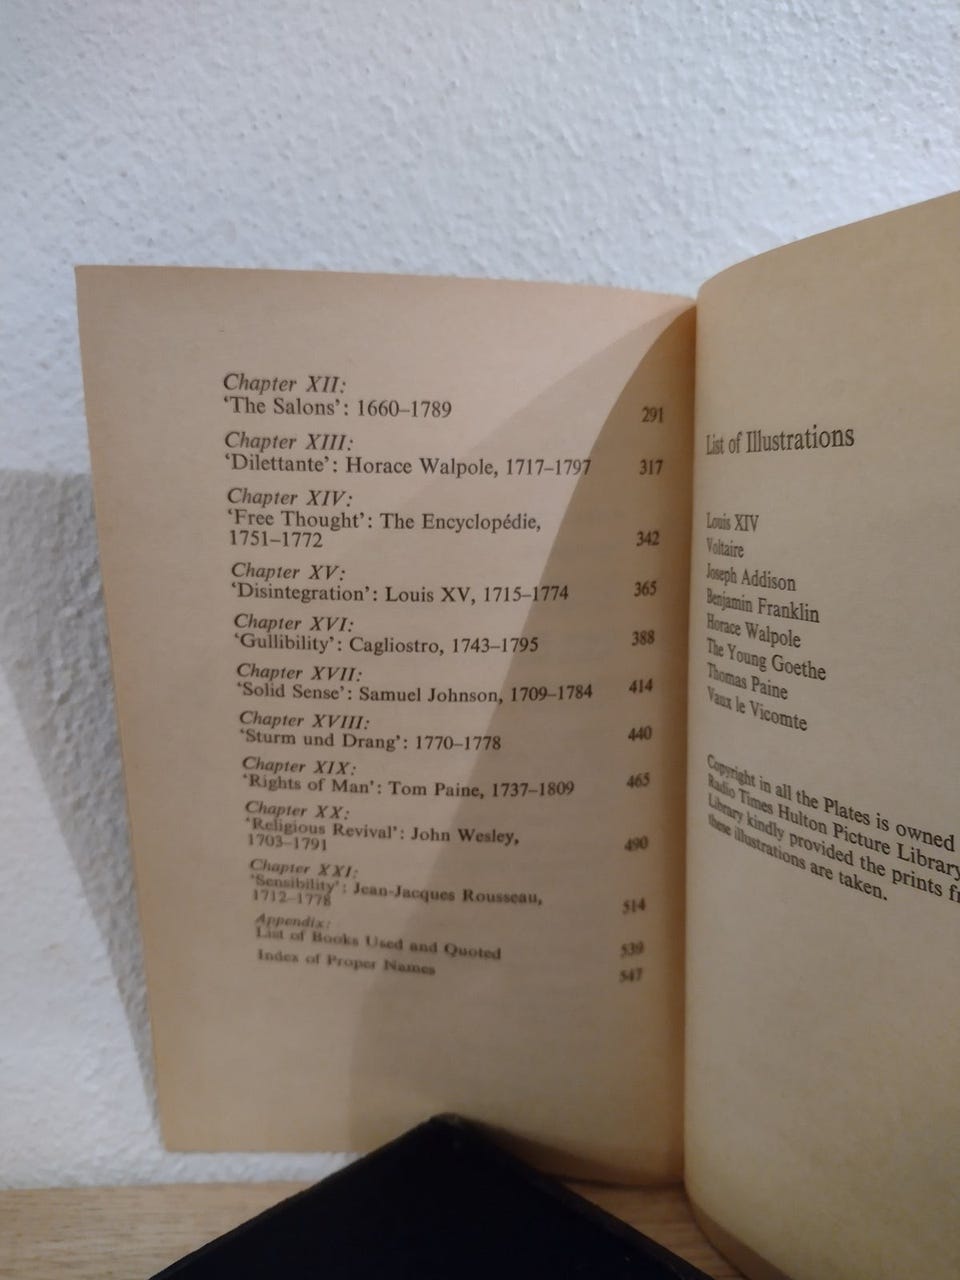 Chapter XII:
‘The Salons’: 1660–1789 291
Chapter XIII:
‘Dilettante’: Horace Walpole, 1717–1797 317
Chapter XIV:
‘Free Thought’: The Encyclopédie,
1751–1772 342
Chapter XV:
‘Disintegration’: Louis XV, 1715–1774 365
Chapter XVI:
‘Gullibility’: Cagliostro, 1743–1795 388
Chapter XVII:
‘Solid Sense’: Samuel Johnson, 1709–1784 414
Chapter XVIII:
‘Sturm und Drang’: 1770–1778 440
Chapter XIX:
‘Rights of Man’: Tom Paine, 1737–1809 465
Chapter XX:
‘Religious Revival’: John Wesley,
1703–1791 490
Chapter XXI:
‘Sensibility’: Jean-Jacques Rousseau,
1712–1778 514
Appendix:
List of Books Used and Quoted 539
Index of Proper Names 547
List of Illustrations
Louis XIV
Voltaire
Joseph Addison
Benjamin Franklin
Horace Walpole
The Young Goethe
Thomas Paine
Vaux le Vicomte
Copyright in all the Plates is owned
Radio Times Hulton Picture Library
Library kindly provided the prints
these illustrations are taken.